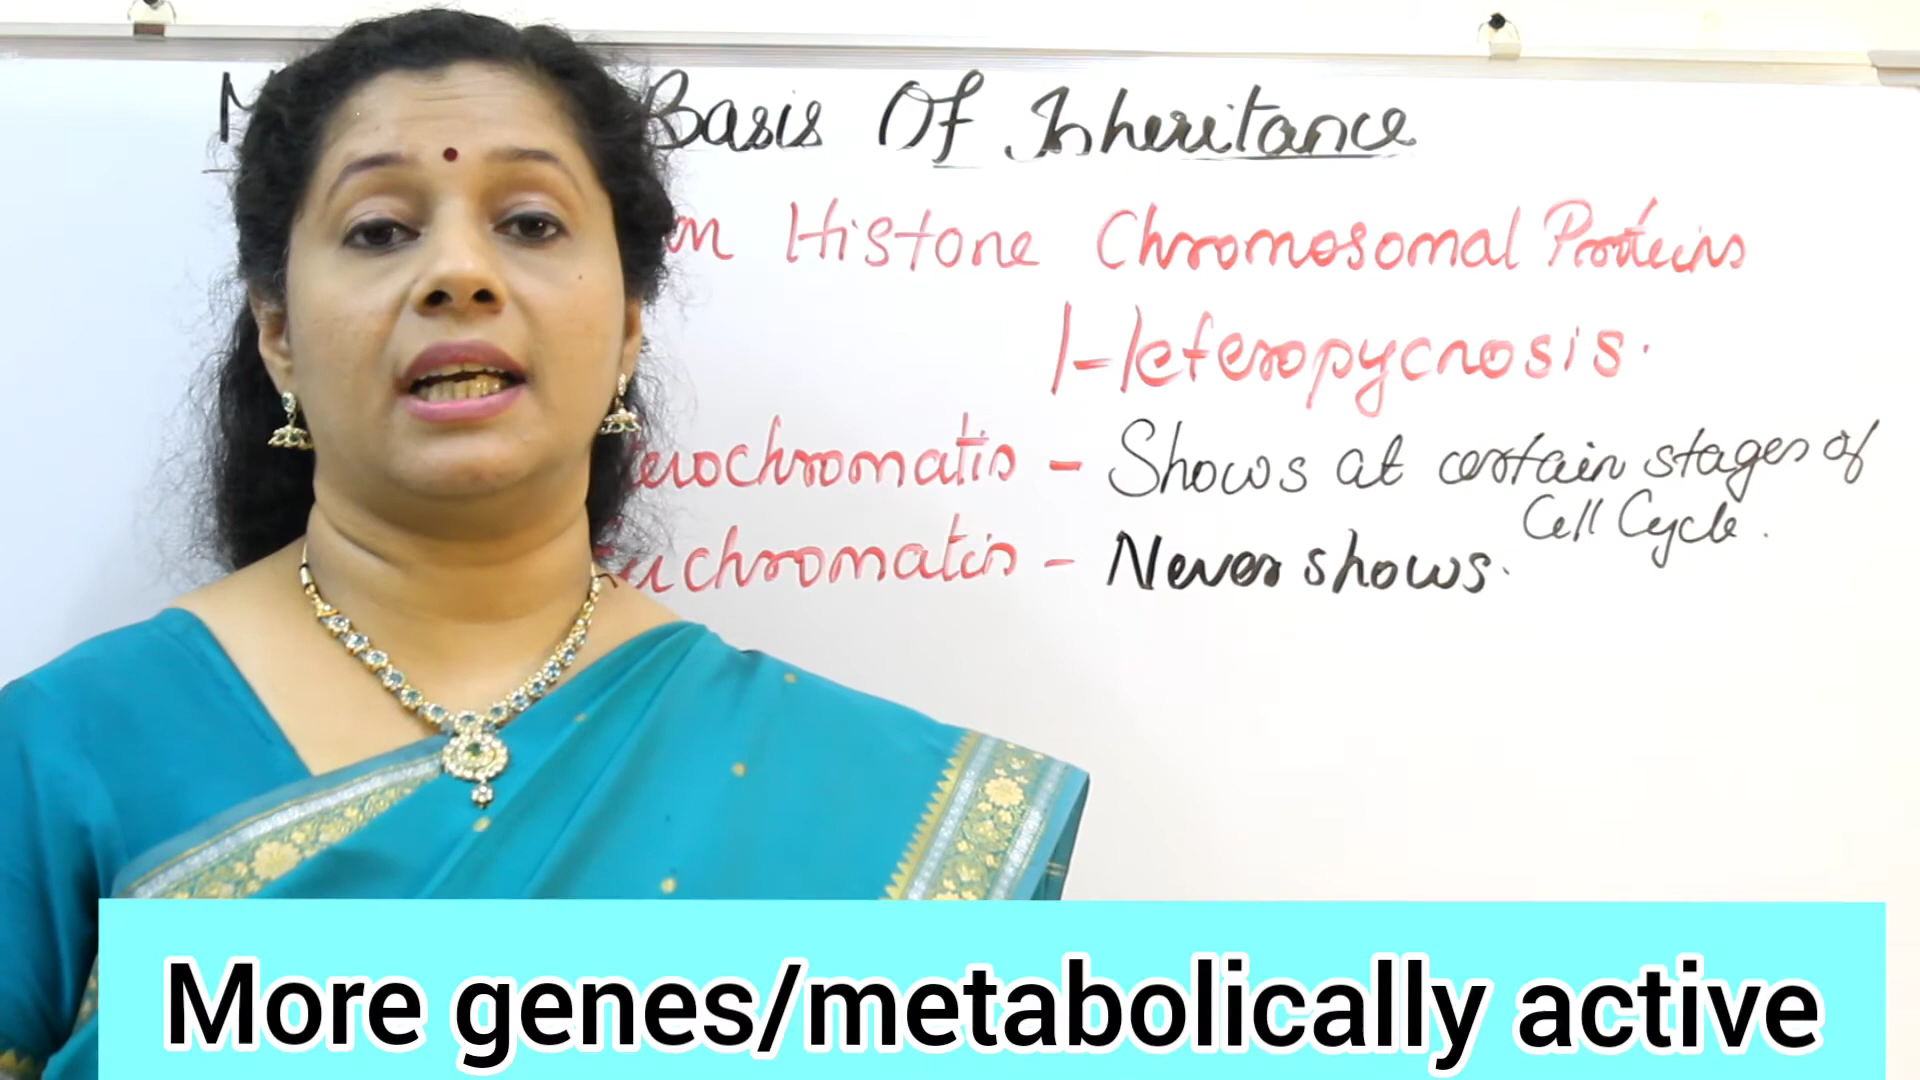 Basis Of Inheritance
Histone Chromosomal Proteins
Heteropycnosis.
- Shows at certain stages of
Cell Cycle.
- Never shows.
More genes/metabolically active